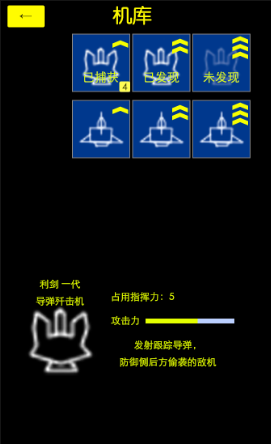 ←
机库
已捕获
已发现
未发现
4
利剑 一代
导弹歼击机
占用指挥力：5
攻击力
发射跟踪导弹，
防御侧后方偷袭的敌机